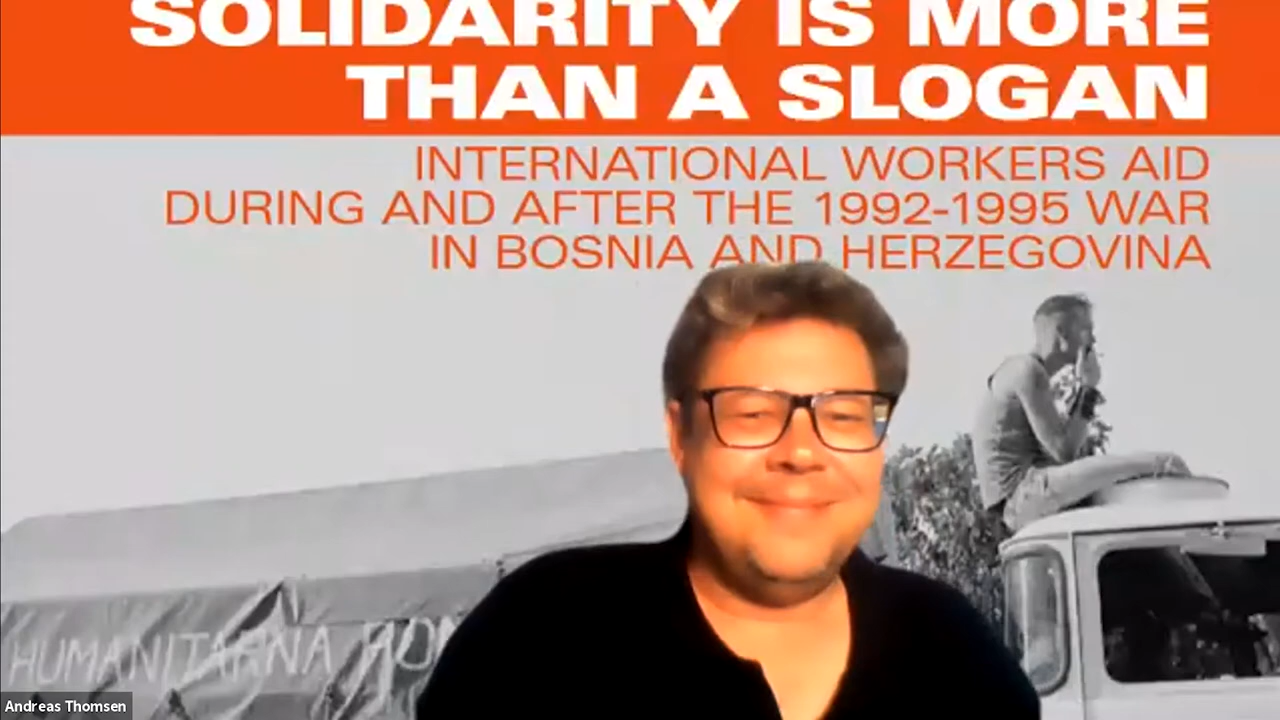 SOLIDARITY IS MORE
THAN A SLOGAN
INTERNATIONAL WORKERS AID
DURING AND AFTER THE 1992-1995 WAR
IN BOSNIA AND HERZEGOVINA
HUMANITARNA
Andreas Thomsen